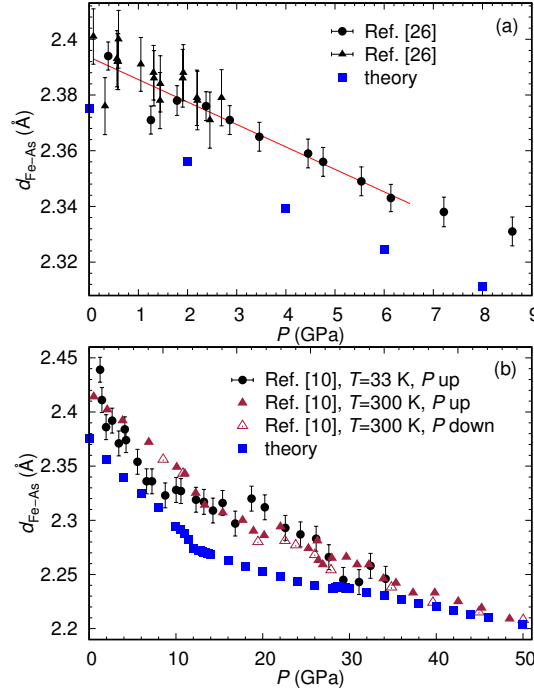 (a)
Ref. [26]
Ref. [26]
theory
2.4
2.38
2.36
2.34
2.32
d Fe−As (Å)
0 1 2 3 4 5 6 7 8 9
P (GPa)
(b)
Ref. [10], T=33 K, P up
Ref. [10], T=300 K, P up
Ref. [10], T=300 K, P down
theory
2.45
2.4
2.35
2.3
2.25
2.2
d Fe−As (Å)
0 10 20 30 40 50
P (GPa)